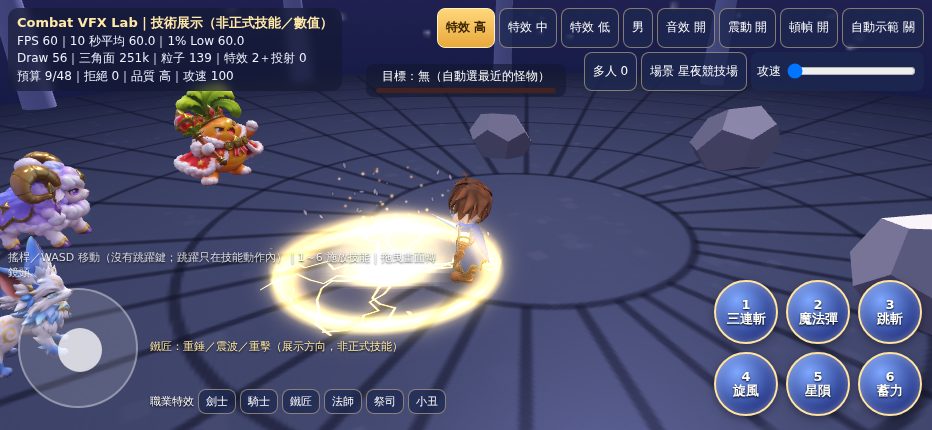 Combat VFX Lab｜技術展示（非正式技能／數值）
FPS 60｜10 秒平均 60.0｜1% Low 60.0
Draw 56｜三角面 251k｜粒子 139｜特效 2＋投射 0
預算 9/48｜拒絕 0｜品質 高｜攻速 100
特效 高
特效 中
特效 低
男
音效 開
震動 開
頓幀 開
自動示範 關
目標：無（自動選最近的怪物）
多人 0
場景 星夜競技場
攻速
搖桿／WASD 移動（沒有跳躍鍵；跳躍只在技能動作內）｜1～6 施放技能｜拖曳畫面轉
鏡頭
1
三連斬
2
魔法彈
3
跳斬
4
旋風
5
星隕
6
蓄力
鐵匠：重錘／震波／重擊（展示方向，非正式技能）
職業特效
劍士
騎士
鐵匠
法師
祭司
小丑